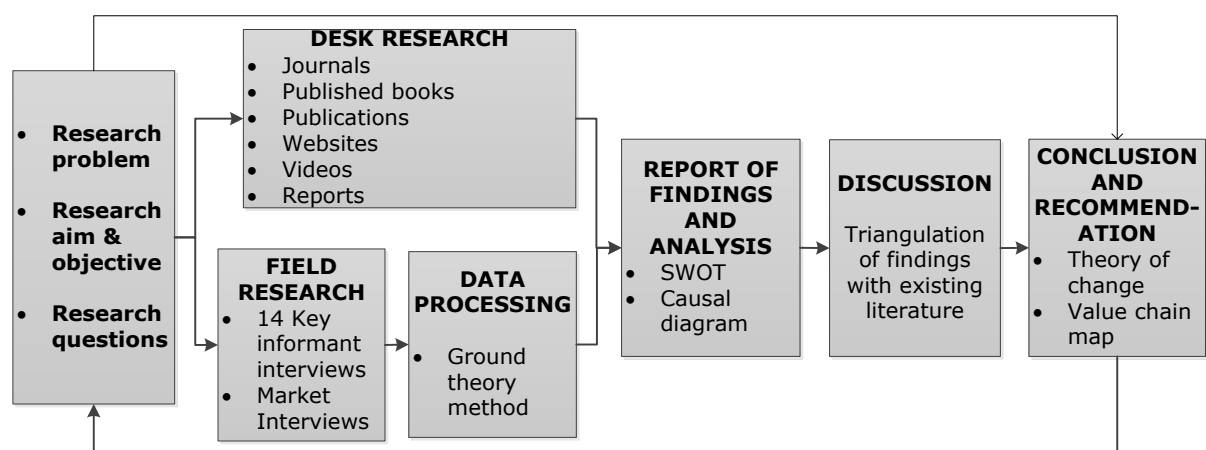 • Research
problem
• Research
aim &
objective
• Research
questions
DESK RESEARCH
• Journals
• Published books
• Publications
• Websites
• Videos
• Reports
FIELD
RESEARCH
• 14 Key
informant
interviews
• Market
Interviews
DATA
PROCESSING
• Ground
theory
method
REPORT OF
FINDINGS
AND
ANALYSIS
• SWOT
• Causal
diagram
DISCUSSION
Triangulation
of findings
with existing
literature
CONCLUSION
AND
RECOMMEND-
ATION
• Theory of
change
• Value chain
map